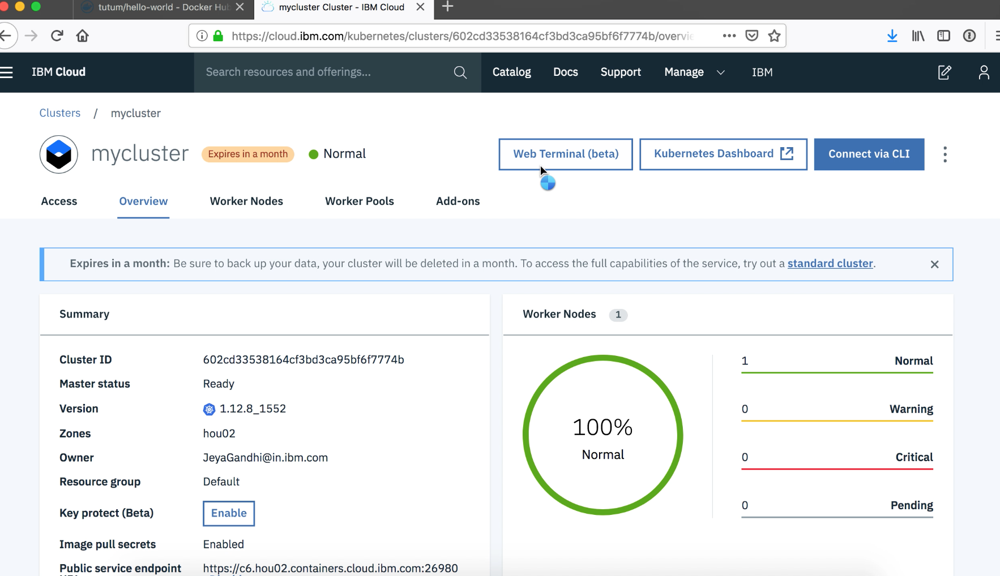 tutum/hello-world - Docker Hub
mycluster Cluster - IBM Cloud
https://cloud.ibm.com/kubernetes/clusters/602cd33538164cf3bd3ca95bf6f7774b/overvie
IBM Cloud
Search resources and offerings...
Catalog Docs Support Manage IBM
Clusters / mycluster
mycluster Expires in a month Normal
Web Terminal (beta) Kubernetes Dashboard Connect via CLI
Access Overview Worker Nodes Worker Pools Add-ons
Expires in a month: Be sure to back up your data, your cluster will be deleted in a month. To access the full capabilities of the service, try out a standard cluster.
Summary
Cluster ID 602cd33538164cf3bd3ca95bf6f7774b
Master status Ready
Version 1.12.8_1552
Zones hou02
Owner JeyaGandhi@in.ibm.com
Resource group Default
Key protect (Beta) Enable
Image pull secrets Enabled
Public service endpoint https://c6.hou02.containers.cloud.ibm.com:26980
Worker Nodes 1
100%
Normal
1 Normal
0 Warning
0 Critical
0 Pending